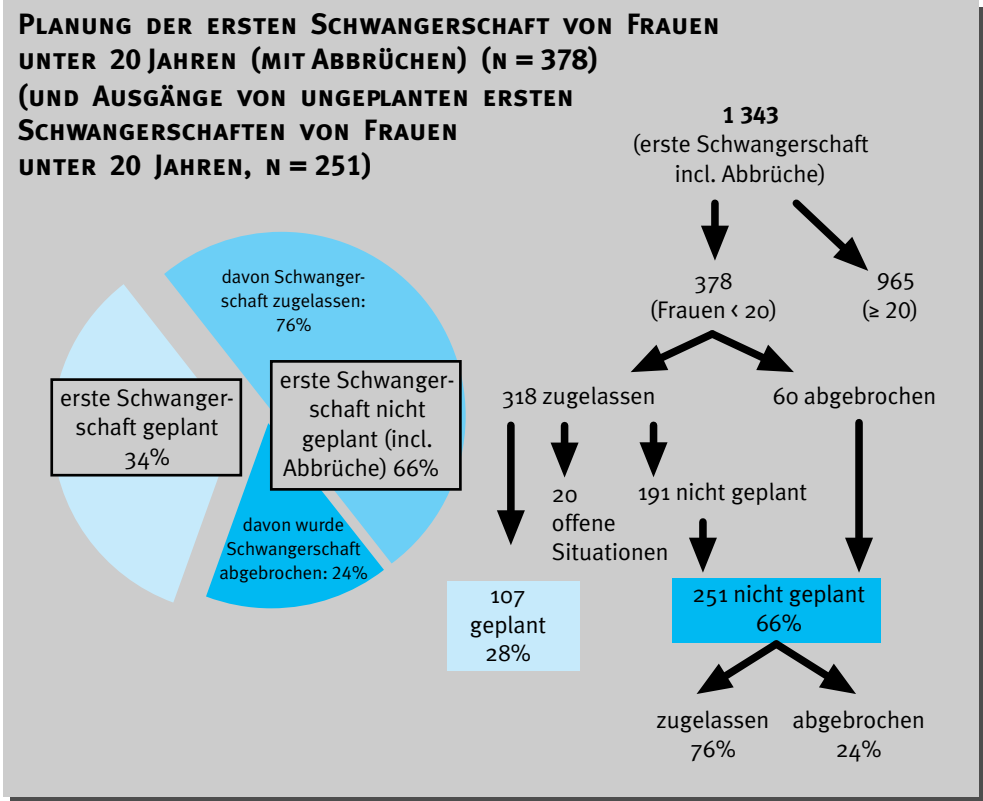 PLANUNG DER ERSTEN SCHWANGERSCHAFT VON FRAUEN
UNTER 20 JAHREN (MIT ABBRÜCHEN) (N = 378)
(UND AUSGÄNGE VON UNGEPLANTEN ERSTEN
SCHWANGERSCHAFTEN VON FRAUEN
UNTER 20 JAHREN, N = 251)
davon Schwanger-
schaft zugelassen:
76%
erste Schwanger-
schaft geplant
34%
erste Schwanger-
schaft nicht
geplant (incl.
Abbrüche) 66%
davon wurde
Schwangerschaft
abgebrochen: 24%
1 343
(erste Schwangerschaft
incl. Abbrüche)
378
(Frauen < 20)
965
(≥ 20)
318 zugelassen
60 abgebrochen
20
offene
Situationen
191 nicht geplant
107
geplant
28%
251 nicht geplant
66%
zugelassen
76%
abgebrochen
24%